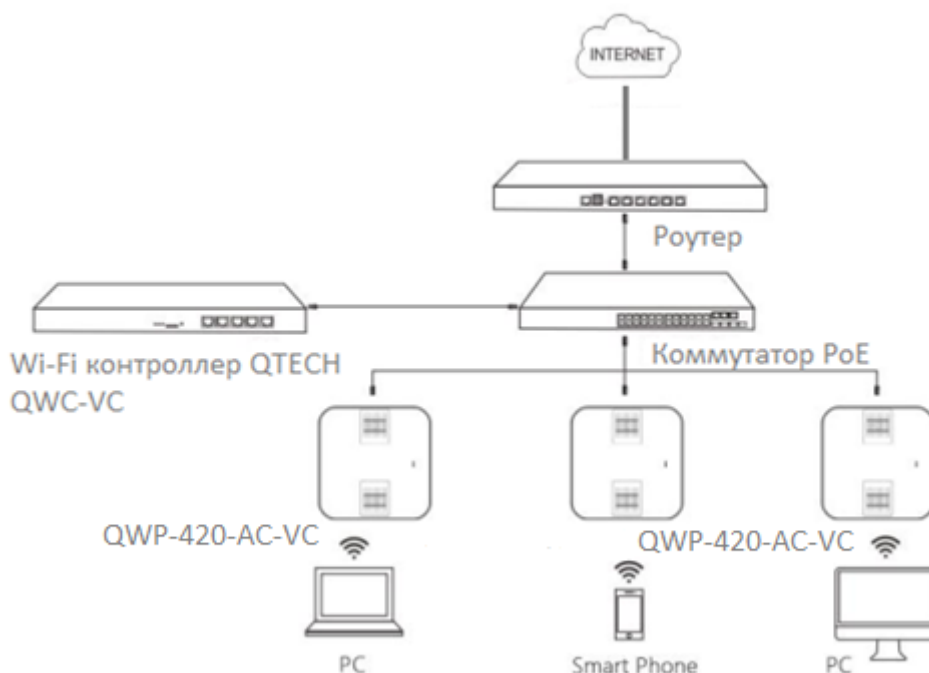 INTERNET
Роутер
Wi-Fi контроллер QTECH
QWC-VC
Коммутатор PoE
QWP-420-AC-VC
QWP-420-AC-VC
PC
Smart Phone
PC